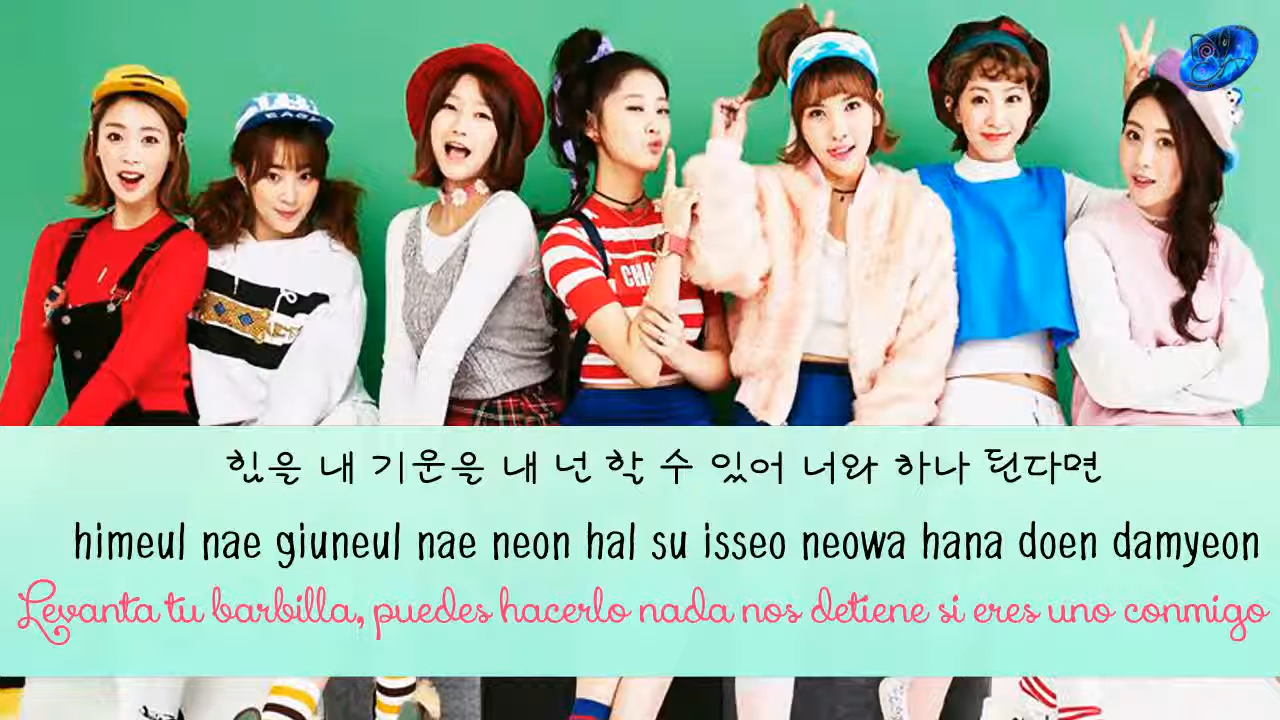 힘을 내 기운을 내 넌 할 수 있어 너와 하나 된다면
himeul nae giuneul nae neon hal su isseo neowa hana doen damyeon
Levanta tu barbilla, puedes hacerlo nada nos detiene si eres uno conmigo